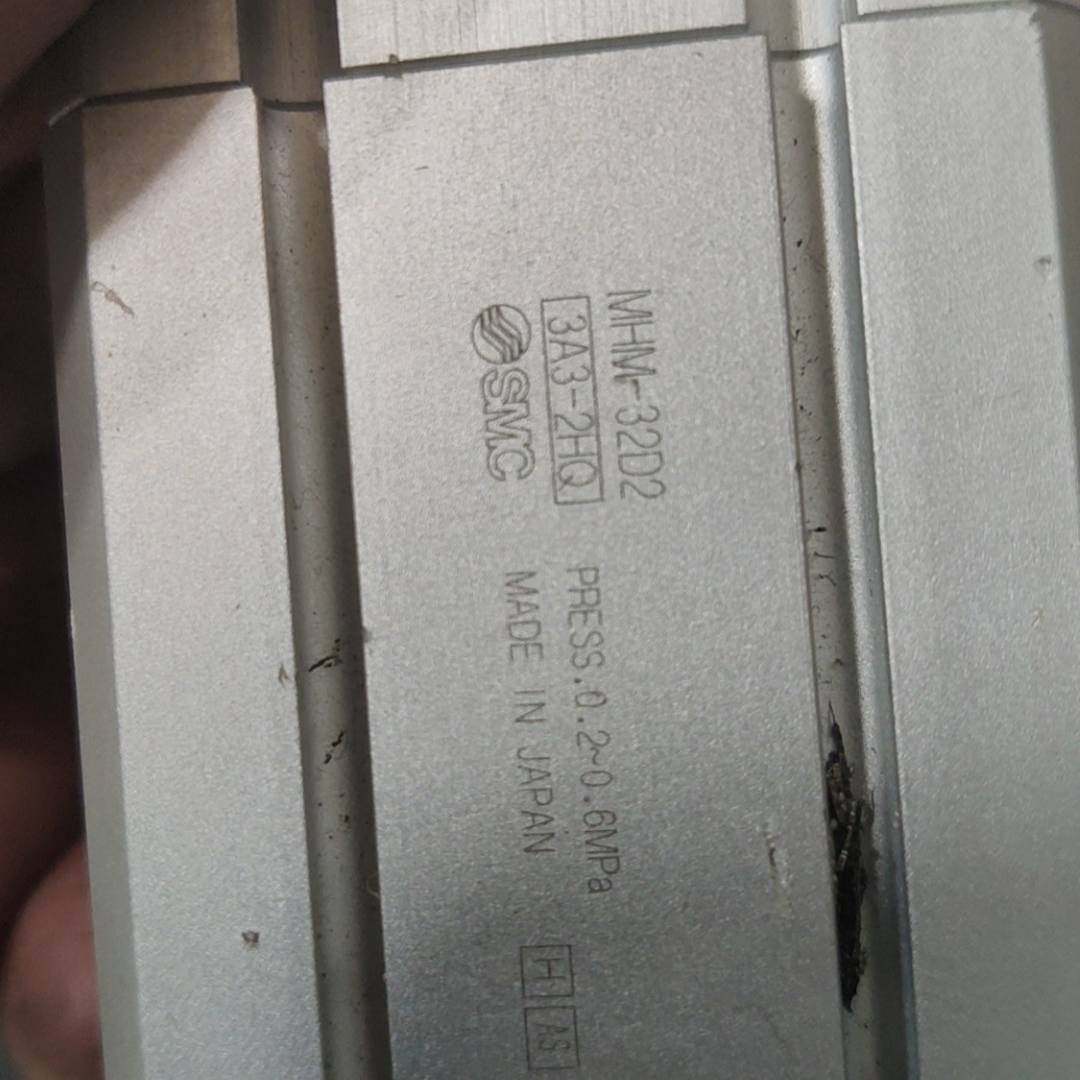 MHM-32D2
3A3-2HQ PRESS.0.2~0.6MPa
SMC MADE IN JAPAN H AS